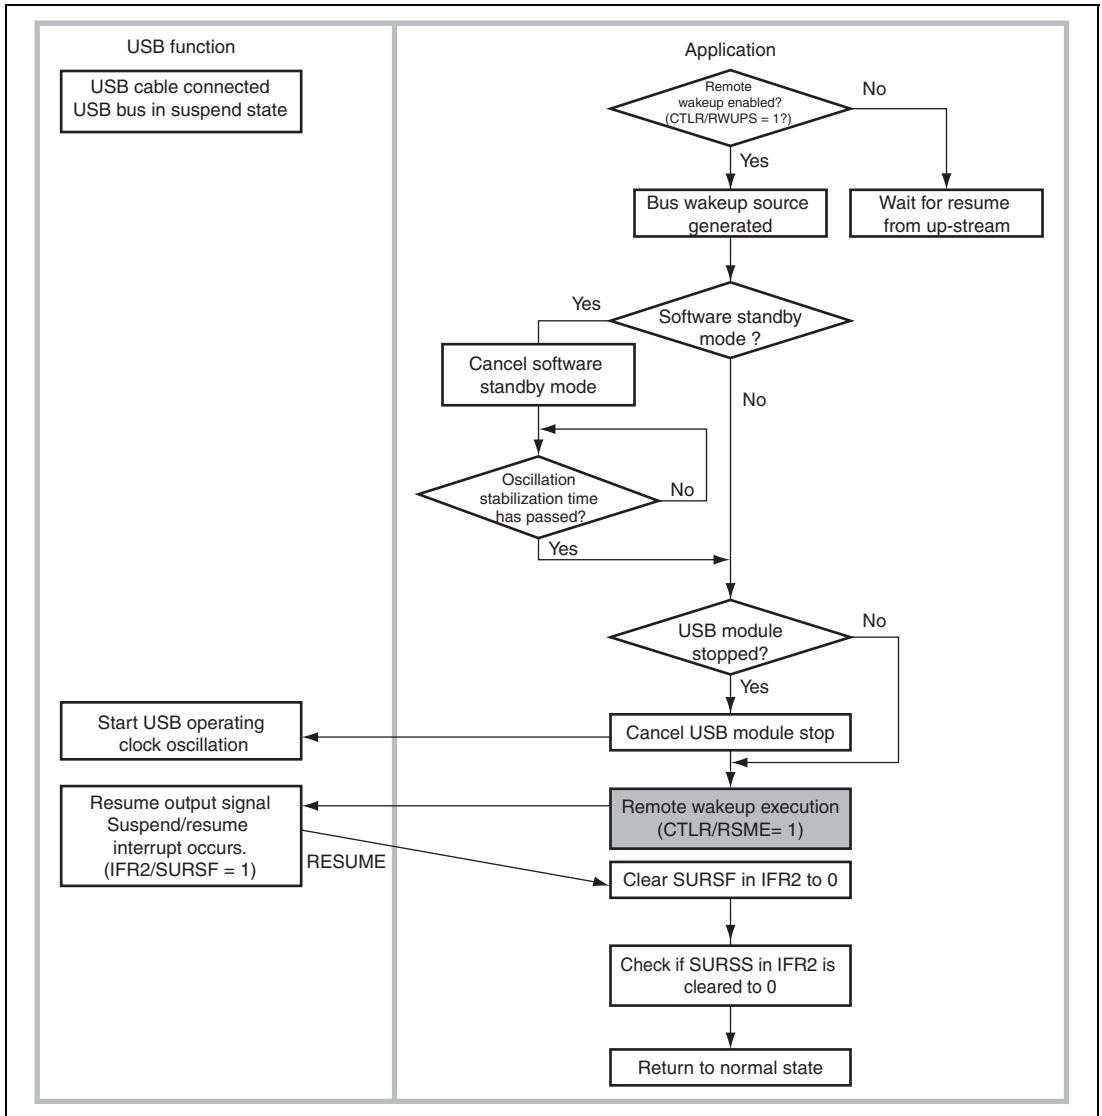 USB function
USB cable connected
USB bus in suspend state
Application
Remote
wakeup enabled?
(CTLR/RWUPS = 1?)
No
Yes
Bus wakeup source
generated
Wait for resume
from up-stream
Yes
Software standby
mode ?
Cancel software
standby mode
No
Oscillation
stabilization time
has passed?
No
Yes
USB module
stopped?
No
Yes
Start USB operating
clock oscillation
Cancel USB module stop
Resume output signal
Suspend/resume
interrupt occurs.
(IFR2/SURSF = 1)
Remote wakeup execution
(CTLR/RSME= 1)
RESUME
Clear SURSF in IFR2 to 0
Check if SURSS in IFR2 is
cleared to 0
Return to normal state